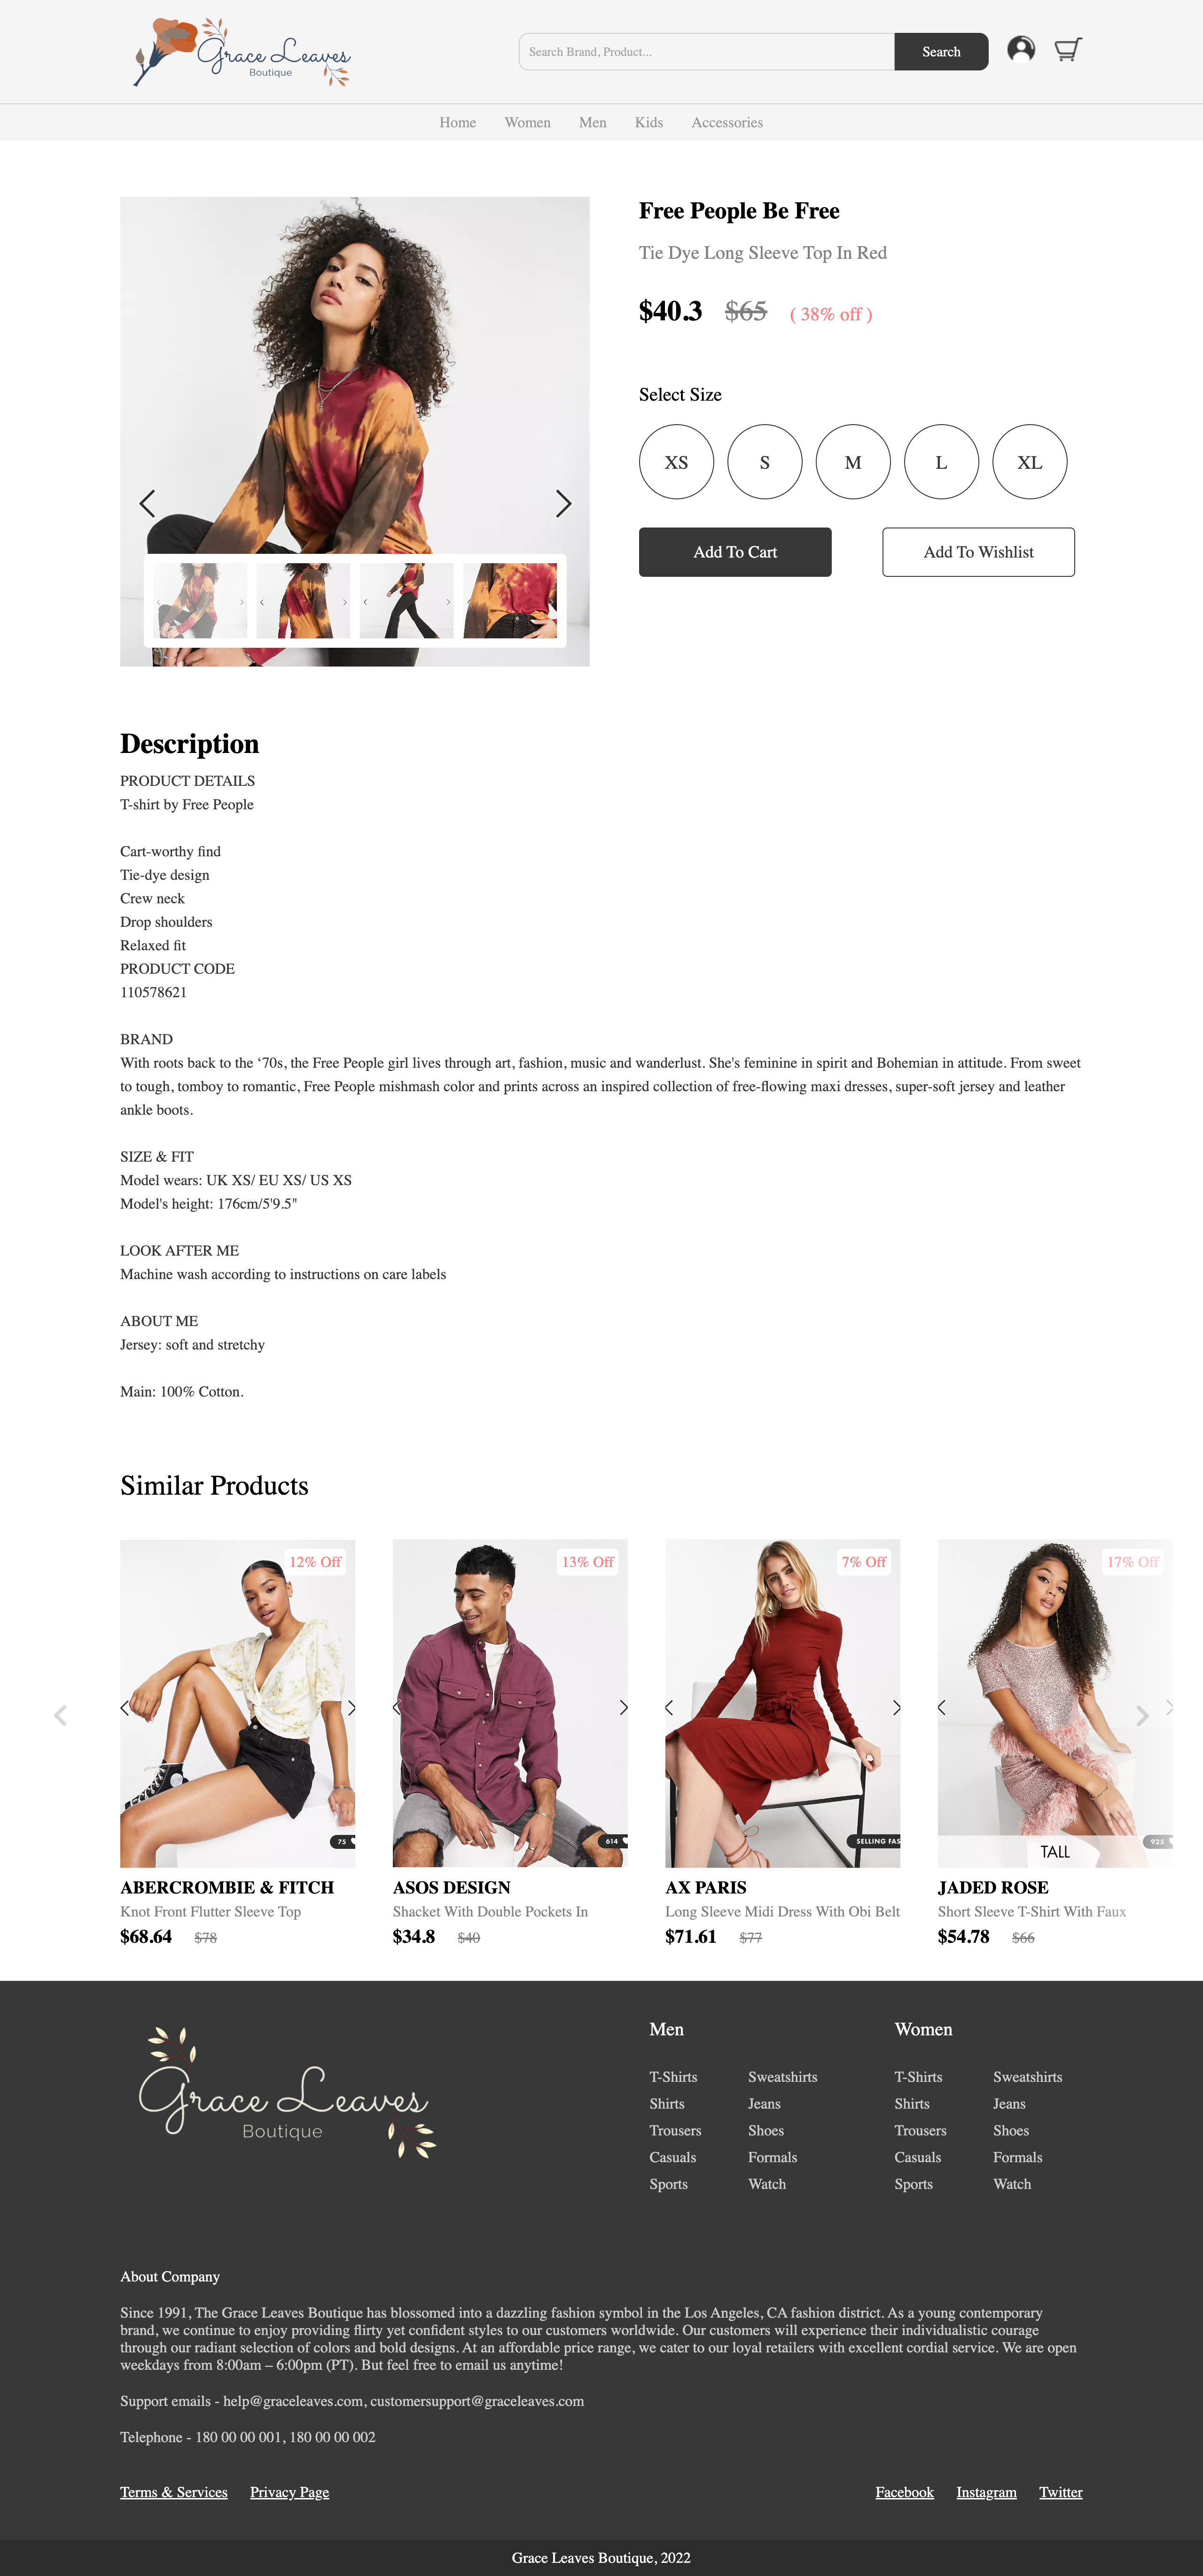 Grace Leaves
Boutique
Search Brand, Product...
Search
Home Women Men Kids Accessories
Free People Be Free
Tie Dye Long Sleeve Top In Red
$40.3 $65 ( 38% off )
Select Size
XS S M L XL
Add To Cart Add To Wishlist
Description
PRODUCT DETAILS
T-shirt by Free People
Cart-worthy find
Tie-dye design
Crew neck
Drop shoulders
Relaxed fit
PRODUCT CODE
110578621
BRAND
With roots back to the ‘70s, the Free People girl lives through art, fashion, music and wanderlust. She's feminine in spirit and Bohemian in attitude. From sweet
to tough, tomboy to romantic, Free People mishmash color and prints across an inspired collection of free-flowing maxi dresses, super-soft jersey and leather
ankle boots.
SIZE & FIT
Model wears: UK XS/ EU XS/ US XS
Model's height: 176cm/5'9.5"
LOOK AFTER ME
Machine wash according to instructions on care labels
ABOUT ME
Jersey: soft and stretchy
Main: 100% Cotton.
Similar Products
12% Off 13% Off 7% Off 17% Off
75 614 SELLING FAS 925
TALL
ABERCROMBIE & FITCH ASOS DESIGN AX PARIS JADED ROSE
Knot Front Flutter Sleeve Top Shacket With Double Pockets In Long Sleeve Midi Dress With Obi Belt Short Sleeve T-Shirt With Faux
$68.64 $78 $34.8 $40 $71.61 $77 $54.78 $66
Grace Leaves
Boutique
Men Women
T-Shirts Sweatshirts T-Shirts Sweatshirts
Shirts Jeans Shirts Jeans
Trousers Shoes Trousers Shoes
Casuals Formals Casuals Formals
Sports Watch Sports Watch
About Company
Since 1991, The Grace Leaves Boutique has blossomed into a dazzling fashion symbol in the Los Angeles, CA fashion district. As a young contemporary
brand, we continue to enjoy providing flirty yet confident styles to our customers worldwide. Our customers will experience their individualistic courage
through our radiant selection of colors and bold designs. At an affordable price range, we cater to our loyal retailers with excellent cordial service. We are open
weekdays from 8:00am – 6:00pm (PT). But feel free to email us anytime!
Support emails - help@graceleaves.com, customersupport@graceleaves.com
Telephone - 180 00 00 001, 180 00 00 002
Terms & Services Privacy Page Facebook Instagram Twitter
Grace Leaves Boutique, 2022